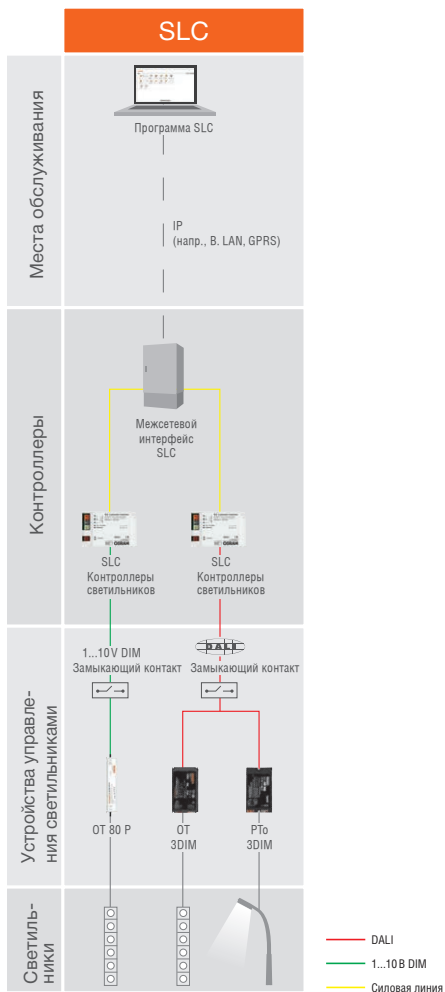 SLC
Места обслуживания
Программа SLC
IP
(напр., В. LAN, GPRS)
Контроллеры
Межсетевой
интерфейс
SLC
SLC
Контроллеры
светильников
SLC
Контроллеры
светильников
Устройства управле-
ния светильниками
1...10V DIM
Замыкающий контакт
DALI
Замыкающий контакт
OT 80 P
OT
3DIM
PTo
3DIM
Светиль-
ники
DALI
1...10 В DIM
Силовая линия